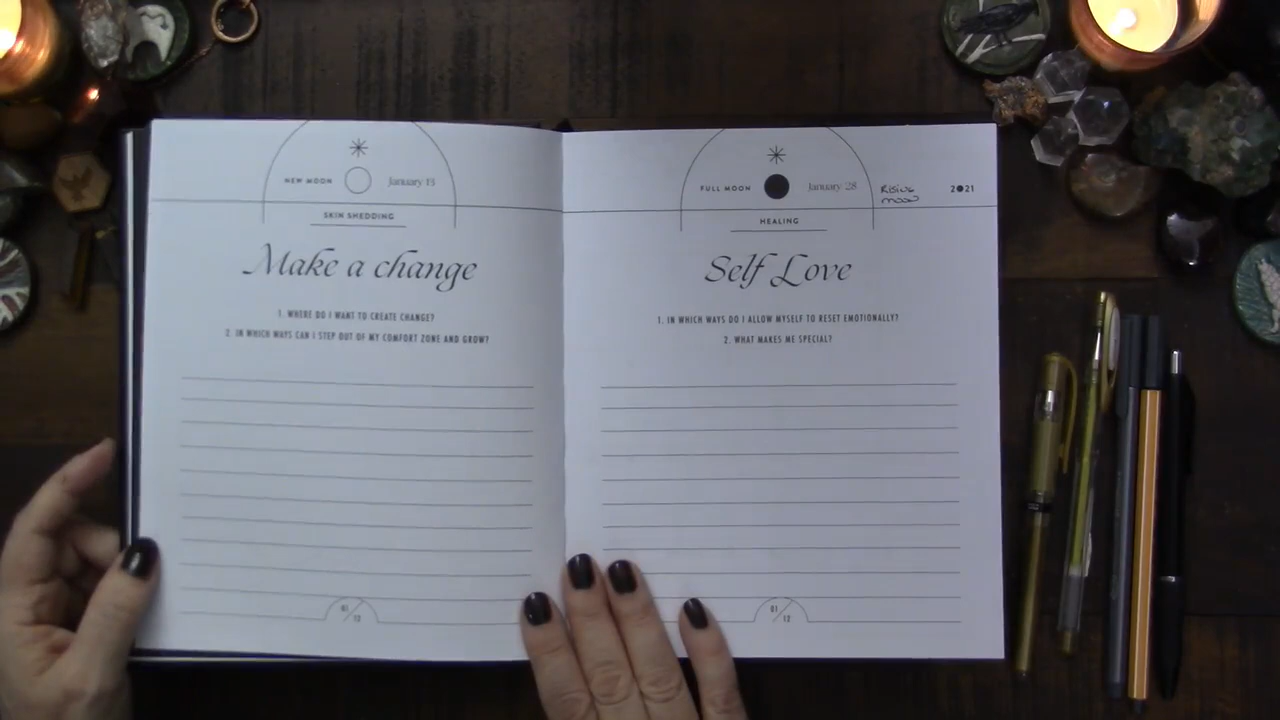 NEW MOON January 13
SKIN SHEDDING
Make a change
1. WHERE DO I WANT TO CREATE CHANGE?
2. IN WHICH WAYS CAN I STEP OUT OF MY COMFORT ZONE AND GROW?
01/12
FULL MOON January 28 Rising 2021
moon
HEALING
Self Love
1. IN WHICH WAYS DO I ALLOW MYSELF TO RESET EMOTIONALLY?
2. WHAT MAKES ME SPECIAL?
01/12